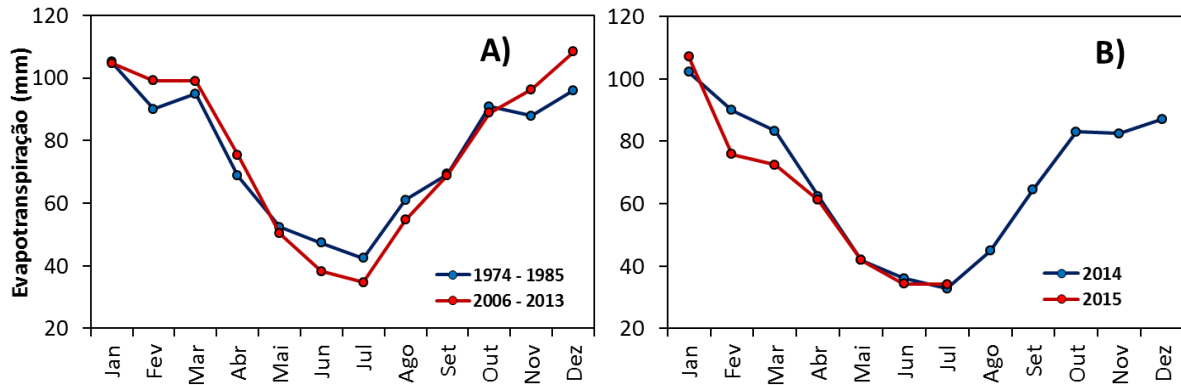 Evapotranspiração (mm)
120
100
80
60
40
20
A)
1974 - 1985
2006 - 2013
Jan Fev Mar Abr Mai Jun Jul Ago Set Out Nov Dez
120
100
80
60
40
20
B)
2014
2015
Jan Fev Mar Abr Mai Jun Jul Ago Set Out Nov Dez